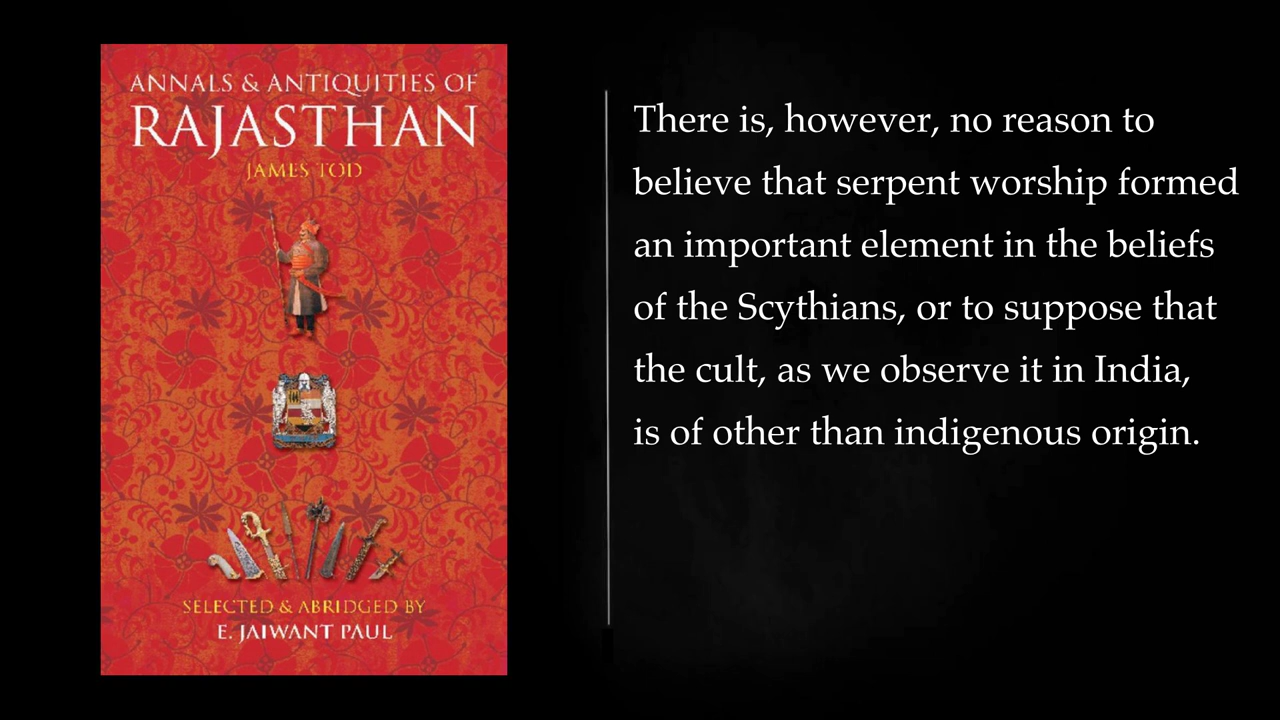 ANNALS & ANTIQUITIES OF
RAJASTHAN
JAMES TOD
SELECTED & ABRIDGED BY
E. JAIWANT PAUL
There is, however, no reason to
believe that serpent worship formed
an important element in the beliefs
of the Scythians, or to suppose that
the cult, as we observe it in India,
is of other than indigenous origin.